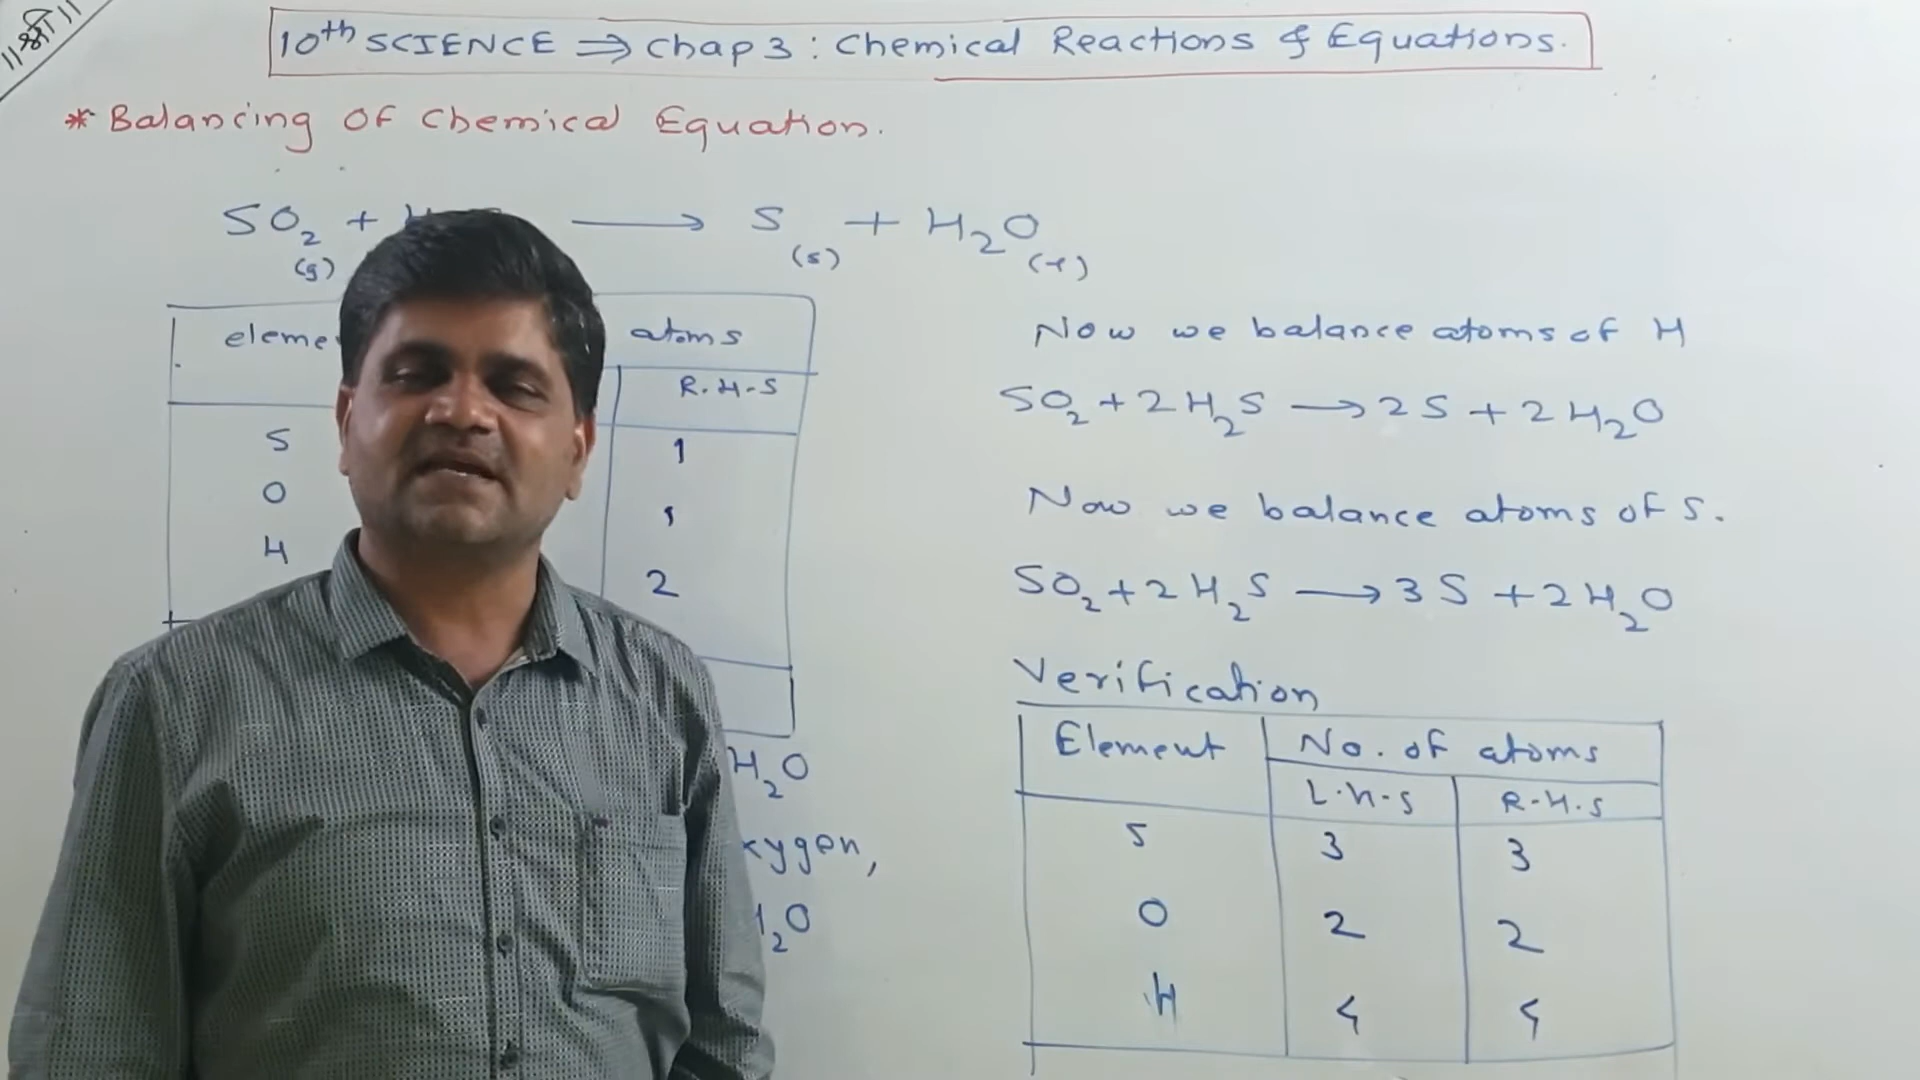 ॥श्री॥
10th SCIENCE ⇒ Chap 3 : Chemical Reactions & Equations.
* Balancing Of Chemical Equation.
SO₂ + → S + H₂O
(g) (s) (l)
atoms
R.H.S
S 1
O 1
H 2
H₂O
₂O
Now we balance atoms of H
SO₂ + 2H₂S → 2S + 2H₂O
Now we balance atoms of S.
SO₂ + 2H₂S → 3S + 2H₂O
Verification
Element No. of atoms
L.H.S R.H.S
S 3 3
O 2 2
H 4 4